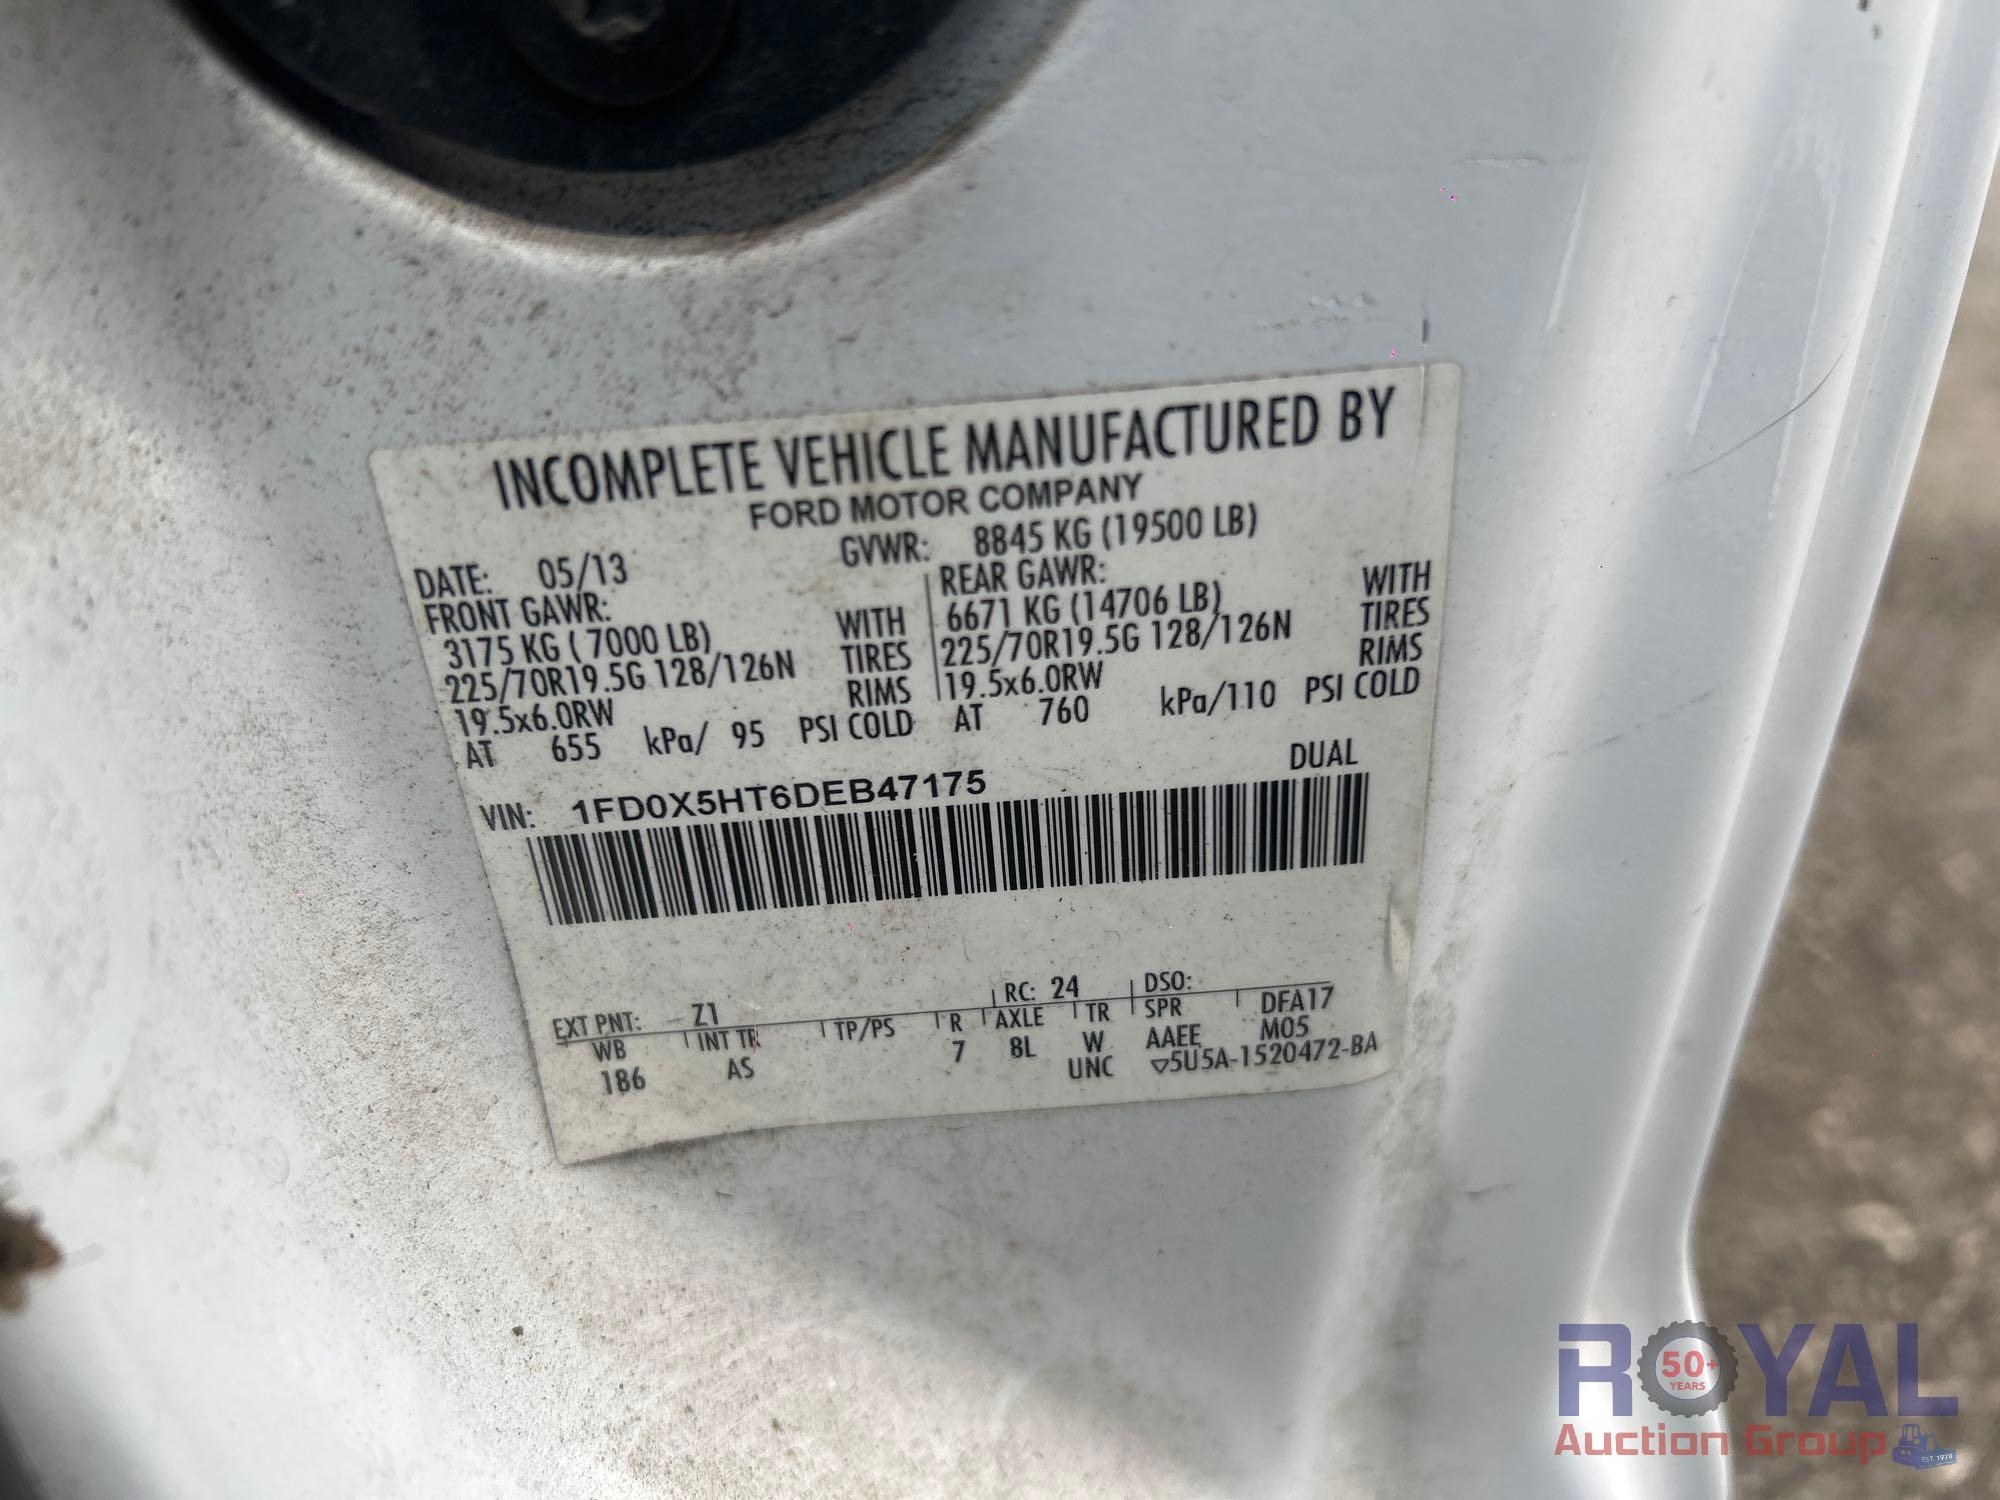 INCOMPLETE VEHICLE MANUFACTURED BY
FORD MOTOR COMPANY
DATE: 05/13 GVWR: 8845 KG (19500 LB)
FRONT GAWR: REAR GAWR:
3175 KG ( 7000 LB) WITH 6671 KG (14706 LB) WITH
225/70R19.5G 128/126N TIRES 225/70R19.5G 128/126N TIRES
19.5x6.0RW RIMS 19.5x6.0RW RIMS
AT 655 kPa/ 95 PSI COLD AT 760 kPa/110 PSI COLD
DUAL
VIN: 1FD0X5HT6DEB47175
EXT PNT: Z1 RC: 24 DSO:
WB INT TR TP/PS R AXLE TR SPR DFA17
186 AS 7 8L W AAEE M05
UNC ▽5U5A-1520472-BA
ROYAL
50+
YEARS
Auction Group
EST. 1970